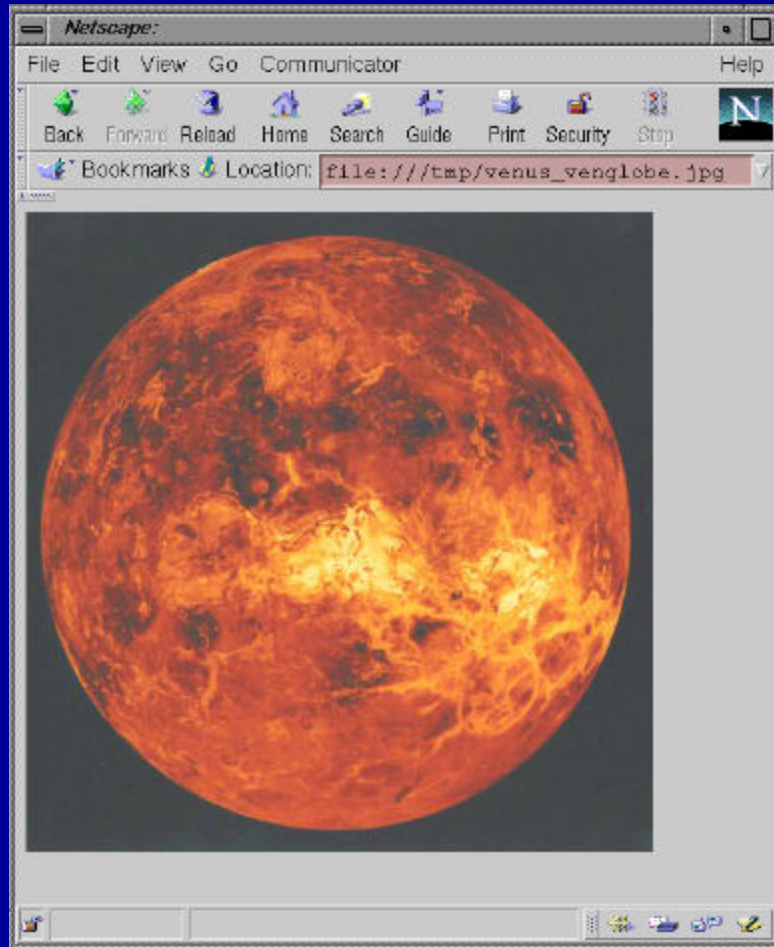 Netscape:
File Edit View Go Communicator Help
Back Forward Reload Home Search Guide Print Security Stop
N
Bookmarks Location: file:///tmp/venus_venglobe.jpg